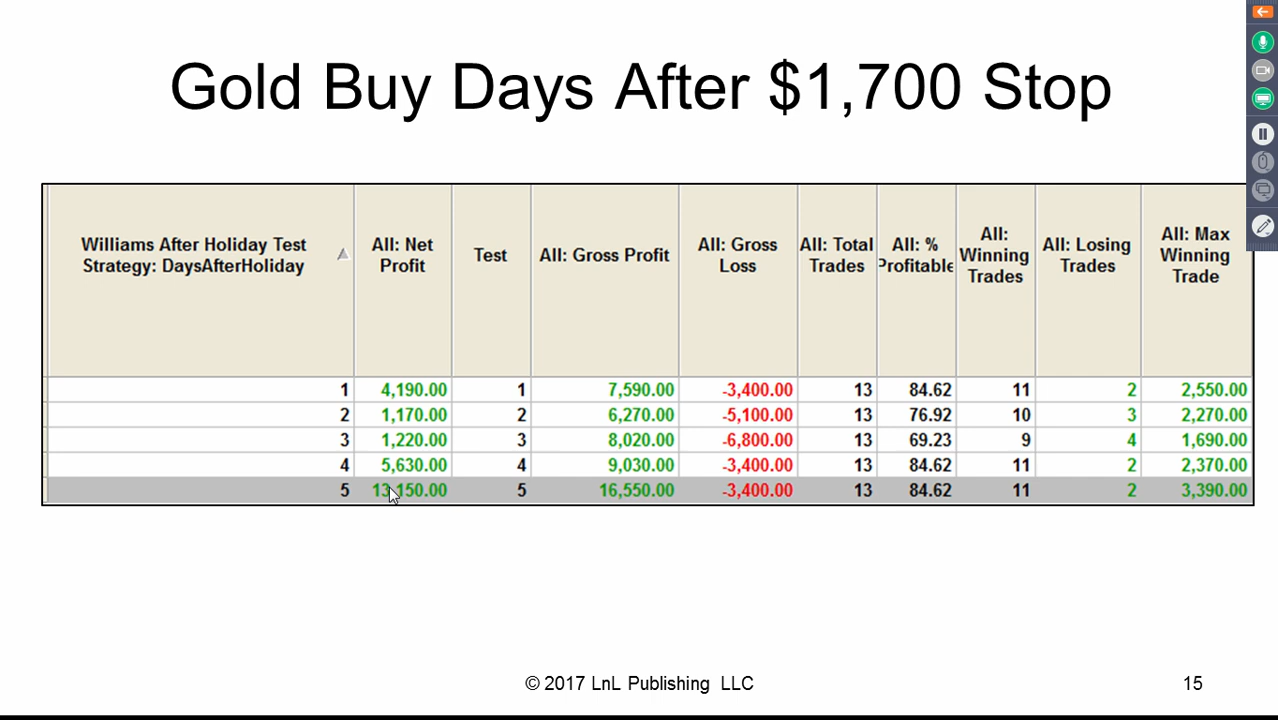 Gold Buy Days After $1,700 Stop
Williams After Holiday Test Strategy: DaysAfterHoliday All: Net Profit Test All: Gross Profit All: Gross Loss All: Total Trades All: % Profitable All: Winning Trades All: Losing Trades All: Max Winning Trade
1 4,190.00 1 7,590.00 -3,400.00 13 84.62 11 2 2,550.00
2 1,170.00 2 6,270.00 -5,100.00 13 76.92 10 3 2,270.00
3 1,220.00 3 8,020.00 -6,800.00 13 69.23 9 4 1,690.00
4 5,630.00 4 9,030.00 -3,400.00 13 84.62 11 2 2,370.00
5 13,150.00 5 16,550.00 -3,400.00 13 84.62 11 2 3,390.00
© 2017 LnL Publishing LLC 15